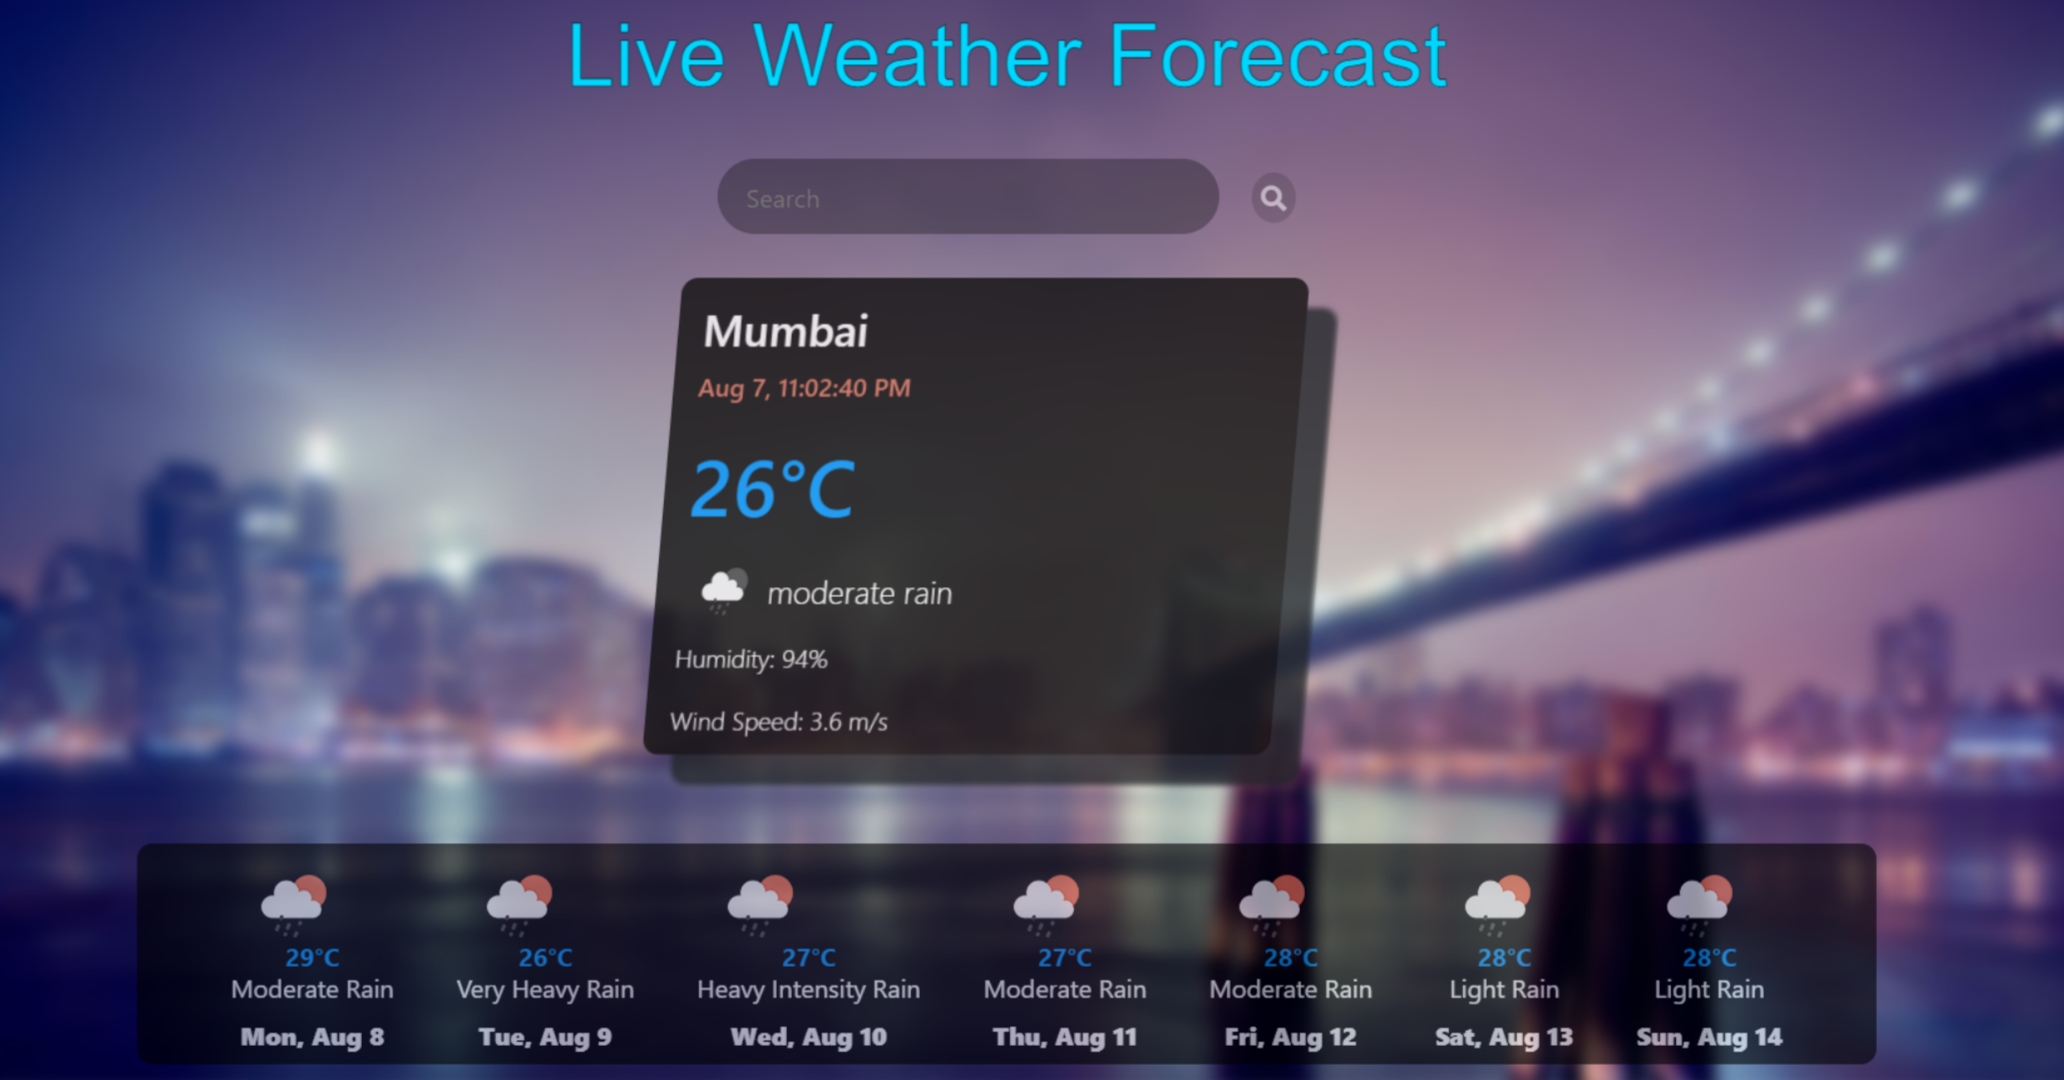 Live Weather Forecast
Search
Mumbai
Aug 7, 11:02:40 PM
26°C
moderate rain
Humidity: 94%
Wind Speed: 3.6 m/s
29°C
Moderate Rain
Mon, Aug 8
26°C
Very Heavy Rain
Tue, Aug 9
27°C
Heavy Intensity Rain
Wed, Aug 10
27°C
Moderate Rain
Thu, Aug 11
28°C
Moderate Rain
Fri, Aug 12
28°C
Light Rain
Sat, Aug 13
28°C
Light Rain
Sun, Aug 14